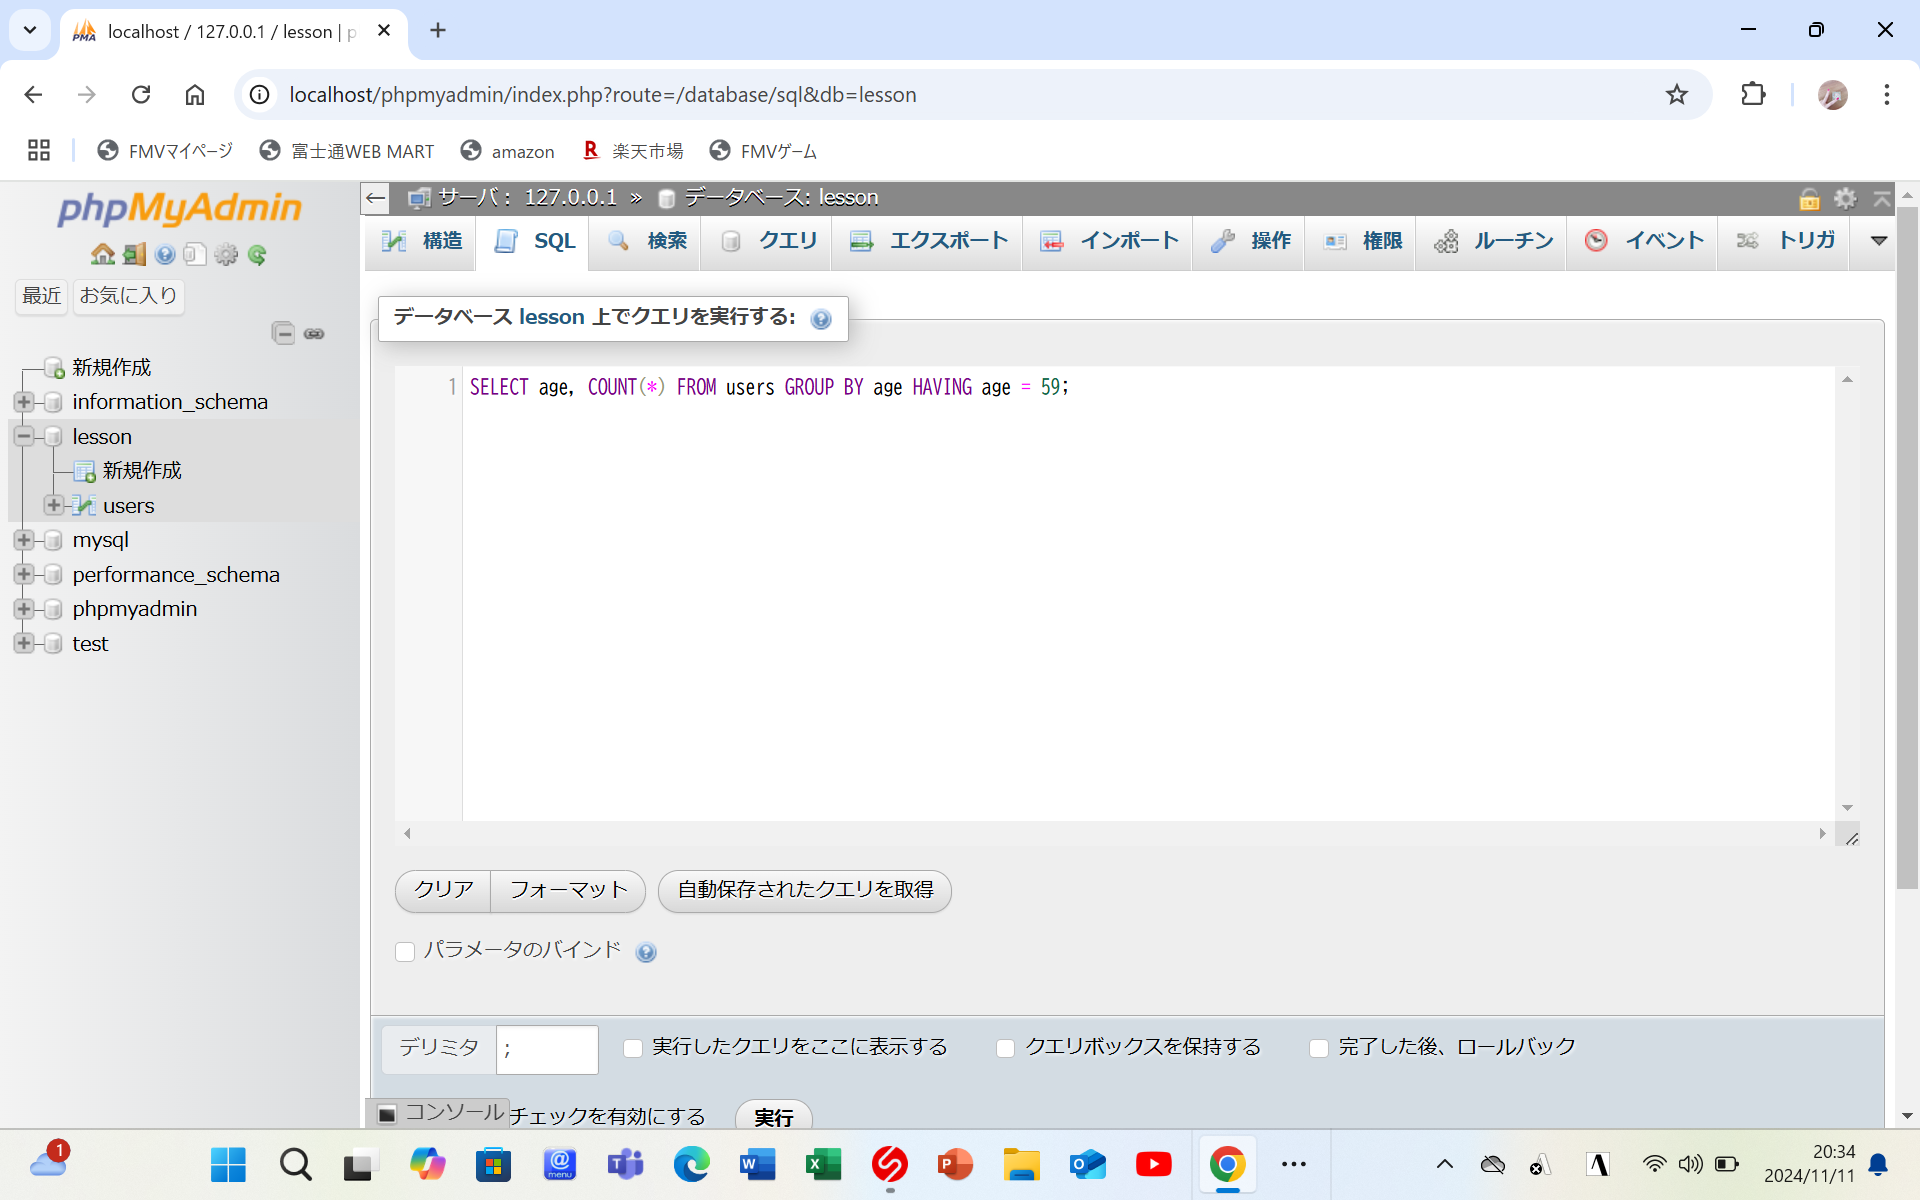 localhost / 127.0.0.1 / lesson | p
localhost/phpmyadmin/index.php?route=/database/sql&db=lesson
FMVマイページ 富士通WEB MART amazon 楽天市場 FMVゲーム
phpMyAdmin
最近 お気に入り
新規作成
information_schema
lesson
新規作成
users
mysql
performance_schema
phpmyadmin
test
サーバ: 127.0.0.1 » データベース: lesson
構造 SQL 検索 クエリ エクスポート インポート 操作 権限 ルーチン イベント トリガ
データベース lesson 上でクエリを実行する:
1 SELECT age, COUNT(*) FROM users GROUP BY age HAVING age = 59;
クリア フォーマット 自動保存されたクエリを取得
パラメータのバインド
デリミタ ; 実行したクエリをここに表示する クエリボックスを保持する 完了した後、ロールバック
コンソール チェックを有効にする 実行
1
20:34
2024/11/11